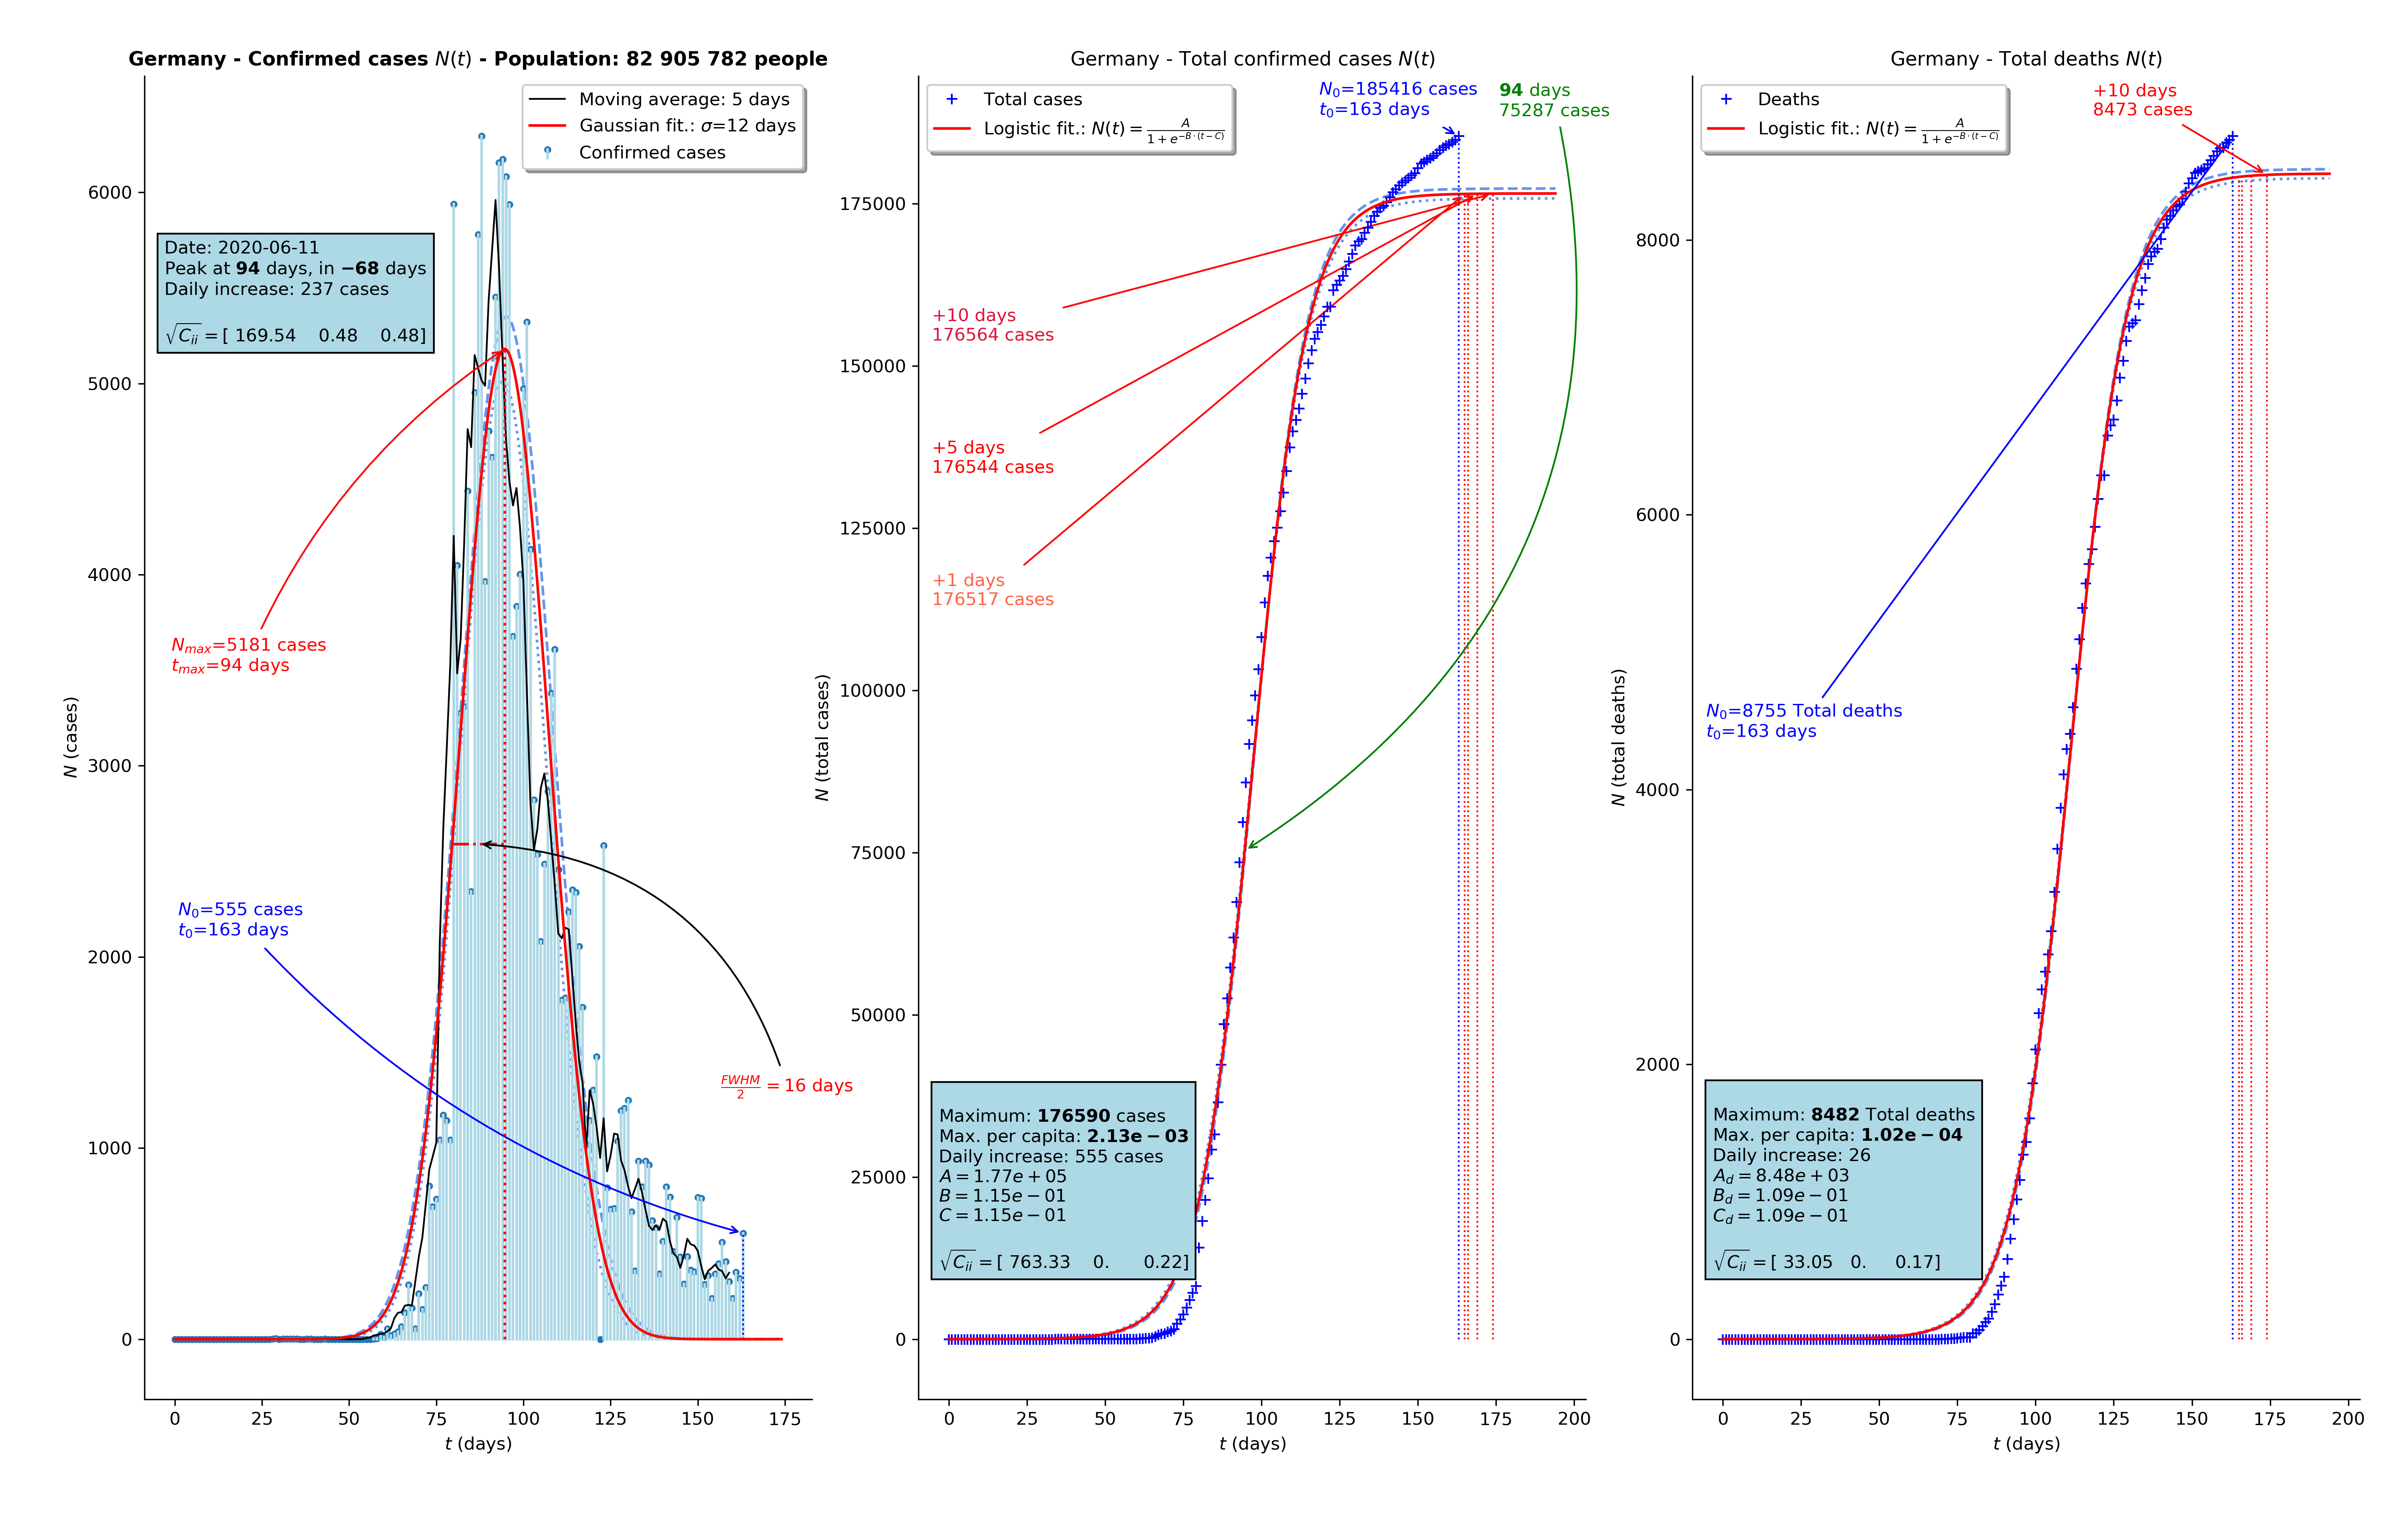 Germany - Confirmed cases N(t) - Population: 82 905 782 people
Moving average: 5 days
Gaussian fit.: σ=12 days
Confirmed cases
Date: 2020-06-11
Peak at 94 days, in −68 days
Daily increase: 237 cases
√C_ii = [ 169.54 0.48 0.48]
N_max=5181 cases
t_max=94 days
N_0=555 cases
t_0=163 days
FWHM/2 = 16 days
N (cases)
6000
5000
4000
3000
2000
1000
0
0 25 50 75 100 125 150 175
t (days)
Germany - Total confirmed cases N(t)
Total cases
Logistic fit.: N(t) = A/(1 + e^{−B·(t−C)})
N_0=185416 cases
t_0=163 days
94 days
75287 cases
+10 days
176564 cases
+5 days
176544 cases
+1 days
176517 cases
Maximum: 176590 cases
Max. per capita: 2.13e − 03
Daily increase: 555 cases
A = 1.77e + 05
B = 1.15e − 01
C = 1.15e − 01
√C_ii = [ 763.33 0. 0.22]
N (total cases)
175000
150000
125000
100000
75000
50000
25000
0
0 25 50 75 100 125 150 175 200
t (days)
Germany - Total deaths N(t)
Deaths
Logistic fit.: N(t) = A/(1 + e^{−B·(t−C)})
+10 days
8473 cases
N_0=8755 Total deaths
t_0=163 days
Maximum: 8482 Total deaths
Max. per capita: 1.02e − 04
Daily increase: 26
A_d = 8.48e + 03
B_d = 1.09e − 01
C_d = 1.09e − 01
√C_ii = [ 33.05 0. 0.17]
N (total deaths)
8000
6000
4000
2000
0
0 25 50 75 100 125 150 175 200
t (days)